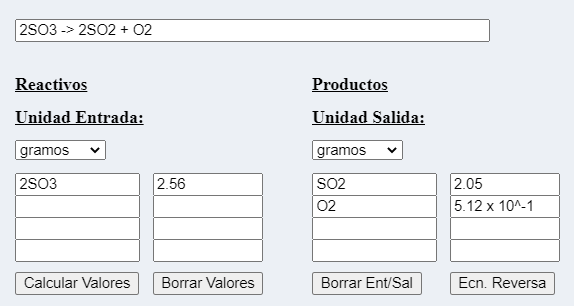 2SO3 -> 2SO2 + O2
Reactivos Productos
Unidad Entrada: Unidad Salida:
gramos gramos
2SO3 2.56 SO2 2.05
O2 5.12 x 10^-1
Calcular Valores Borrar Valores Borrar Ent/Sal Ecn. Reversa